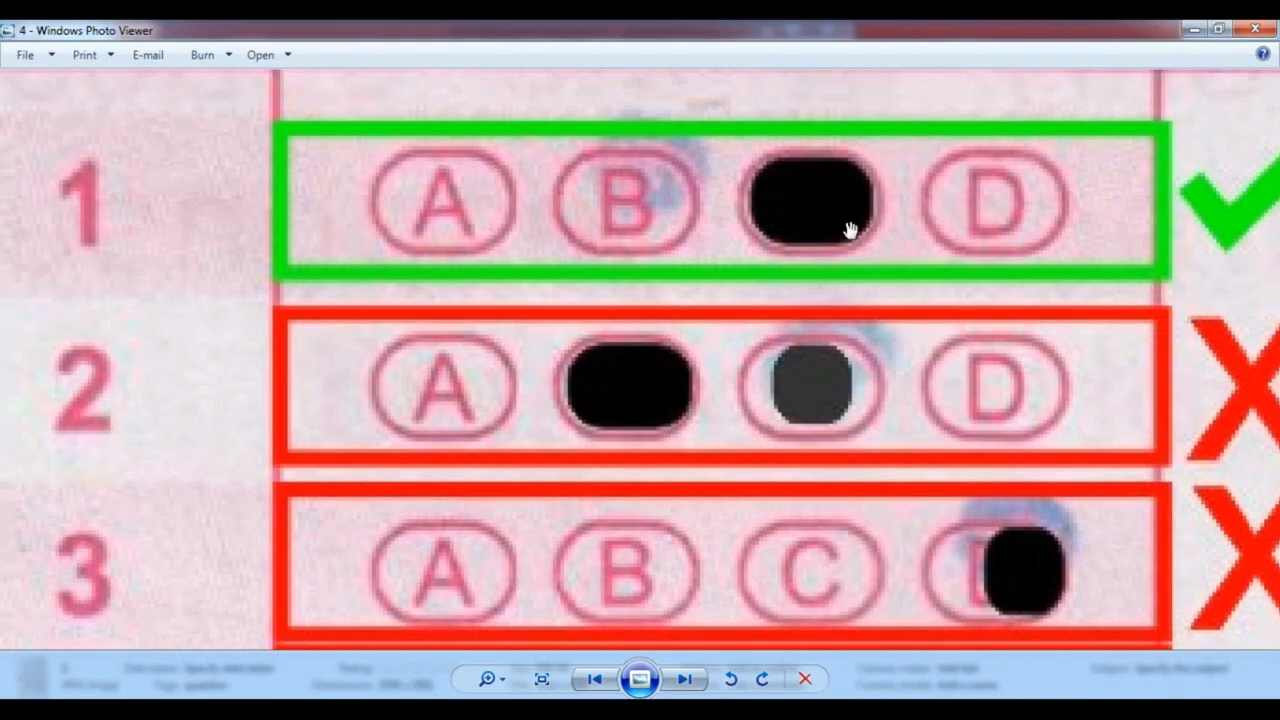 4 - Windows Photo Viewer
File Print E-mail Burn Open
1 A B D
2 A D
3 A B C